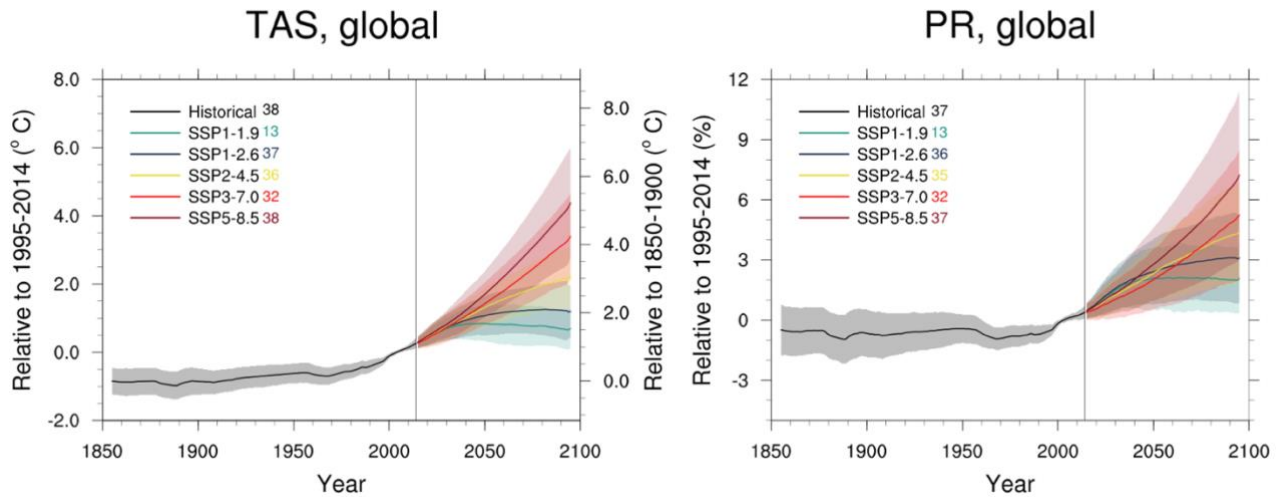 TAS, global
8.0
6.0
4.0
2.0
0.0
-2.0
Relative to 1995-2014 (° C)
Historical 38
SSP1-1.9 13
SSP1-2.6 37
SSP2-4.5 36
SSP3-7.0 32
SSP5-8.5 38
8.0
6.0
4.0
2.0
0.0
Relative to 1850-1900 (° C)
1850 1900 1950 2000 2050 2100
Year
PR, global
12
9
6
3
0
-3
Relative to 1995-2014 (%)
Historical 37
SSP1-1.9 13
SSP1-2.6 36
SSP2-4.5 35
SSP3-7.0 32
SSP5-8.5 37
1850 1900 1950 2000 2050 2100
Year